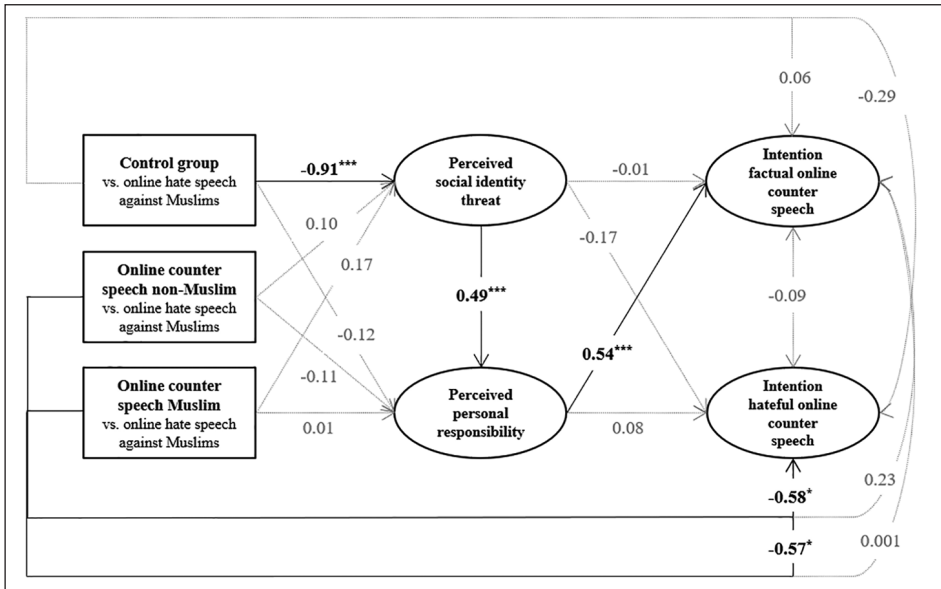 0.06
-0.29
Control group
vs. online hate speech
against Muslims
-0.91***
Perceived
social identity
threat
-0.01
Intention
factual online
counter
speech
0.10
-0.17
0.17
Online counter
speech non-Muslim
vs. online hate speech
against Muslims
0.49***
-0.09
-0.12
0.54***
-0.11
Online counter
speech Muslim
vs. online hate speech
against Muslims
0.01
Perceived
personal
responsibility
0.08
Intention
hateful online
counter
speech
0.23
-0.58*
0.001
-0.57*